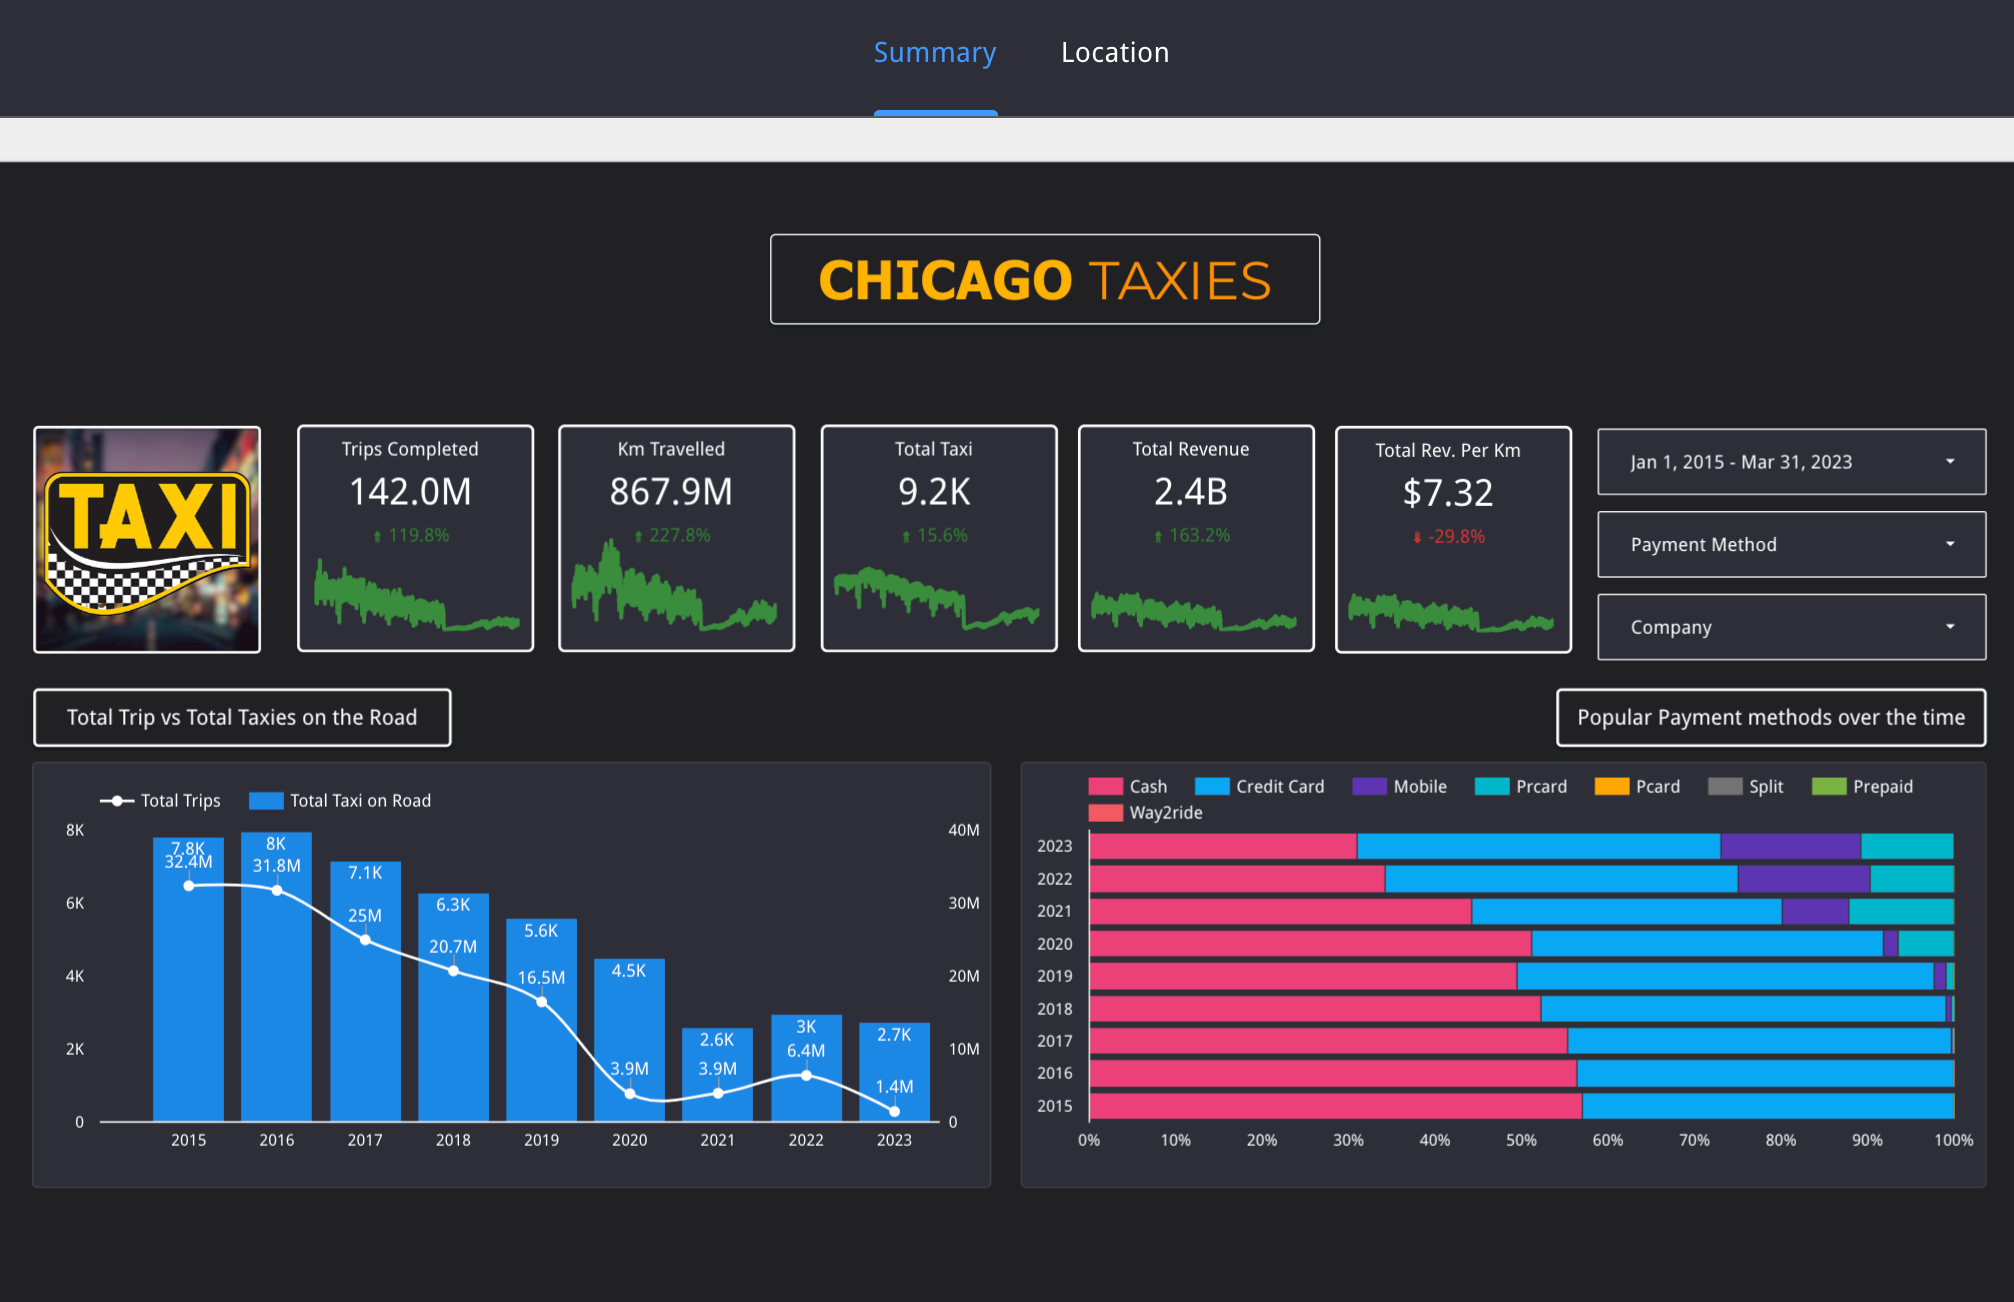 Summary Location
CHICAGO TAXIES
TAXI
Trips Completed
142.0M
119.8%
Km Travelled
867.9M
227.8%
Total Taxi
9.2K
15.6%
Total Revenue
2.4B
163.2%
Total Rev. Per Km
$7.32
-29.8%
Jan 1, 2015 - Mar 31, 2023
Payment Method
Company
Total Trip vs Total Taxies on the Road
Popular Payment methods over the time
Total Trips Total Taxi on Road
8K
6K
4K
2K
0
40M
30M
20M
10M
0
7.8K
8K
7.1K
6.3K
5.6K
4.5K
2.6K
3K
2.7K
32.4M
31.8M
25M
20.7M
16.5M
3.9M
3.9M
6.4M
1.4M
2015 2016 2017 2018 2019 2020 2021 2022 2023
Cash Credit Card Mobile Prcard Pcard Split Prepaid
Way2ride
2023
2022
2021
2020
2019
2018
2017
2016
2015
0% 10% 20% 30% 40% 50% 60% 70% 80% 90% 100%